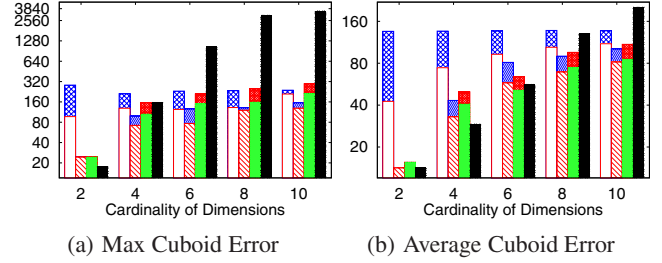 3840
2560
1280
640
320
160
80
40
20
2 4 6 8 10
Cardinality of Dimensions
(a) Max Cuboid Error
160
80
40
20
2 4 6 8 10
Cardinality of Dimensions
(b) Average Cuboid Error